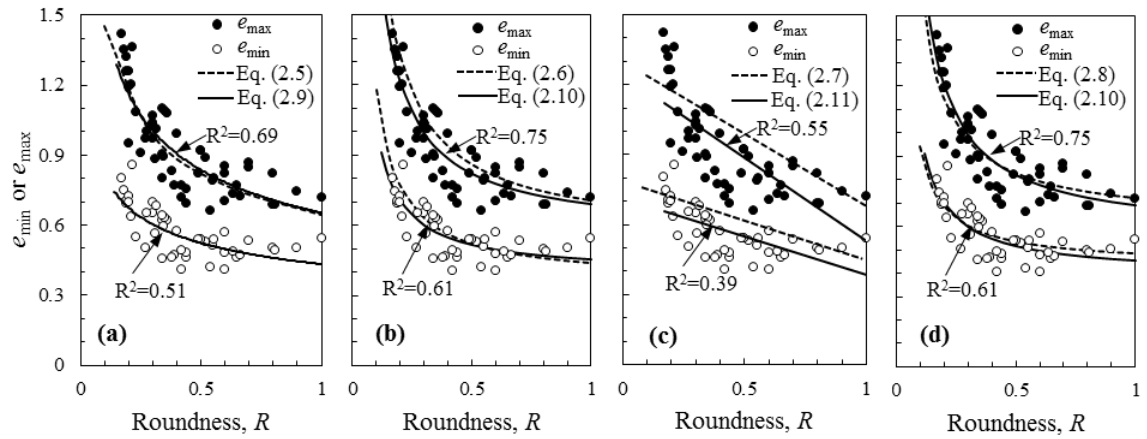 e_min or e_max
1.5
1.2
0.9
0.6
0.3
0
e_max
e_min
Eq. (2.5)
Eq. (2.9)
R²=0.69
R²=0.51
(a)
0
0.5
1
Roundness, R
e_max
e_min
Eq. (2.6)
Eq. (2.10)
R²=0.75
R²=0.61
(b)
0
0.5
1
Roundness, R
e_max
e_min
Eq. (2.7)
Eq. (2.11)
R²=0.55
R²=0.39
(c)
0
0.5
1
Roundness, R
e_max
e_min
Eq. (2.8)
Eq. (2.10)
R²=0.75
R²=0.61
(d)
0
0.5
1
Roundness, R